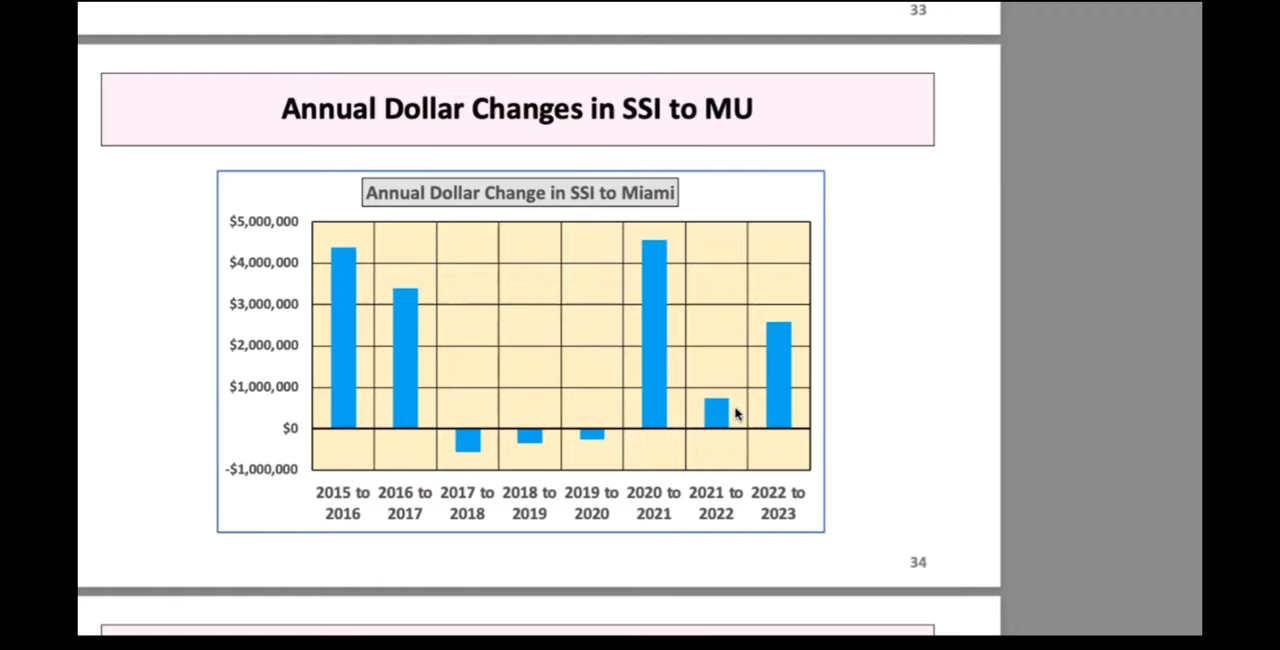 33
Annual Dollar Changes in SSI to MU
Annual Dollar Change in SSI to Miami
$5,000,000
$4,000,000
$3,000,000
$2,000,000
$1,000,000
$0
-$1,000,000
2015 to 2016 to 2017 to 2018 to 2019 to 2020 to 2021 to 2022 to
2016 2017 2018 2019 2020 2021 2022 2023
34